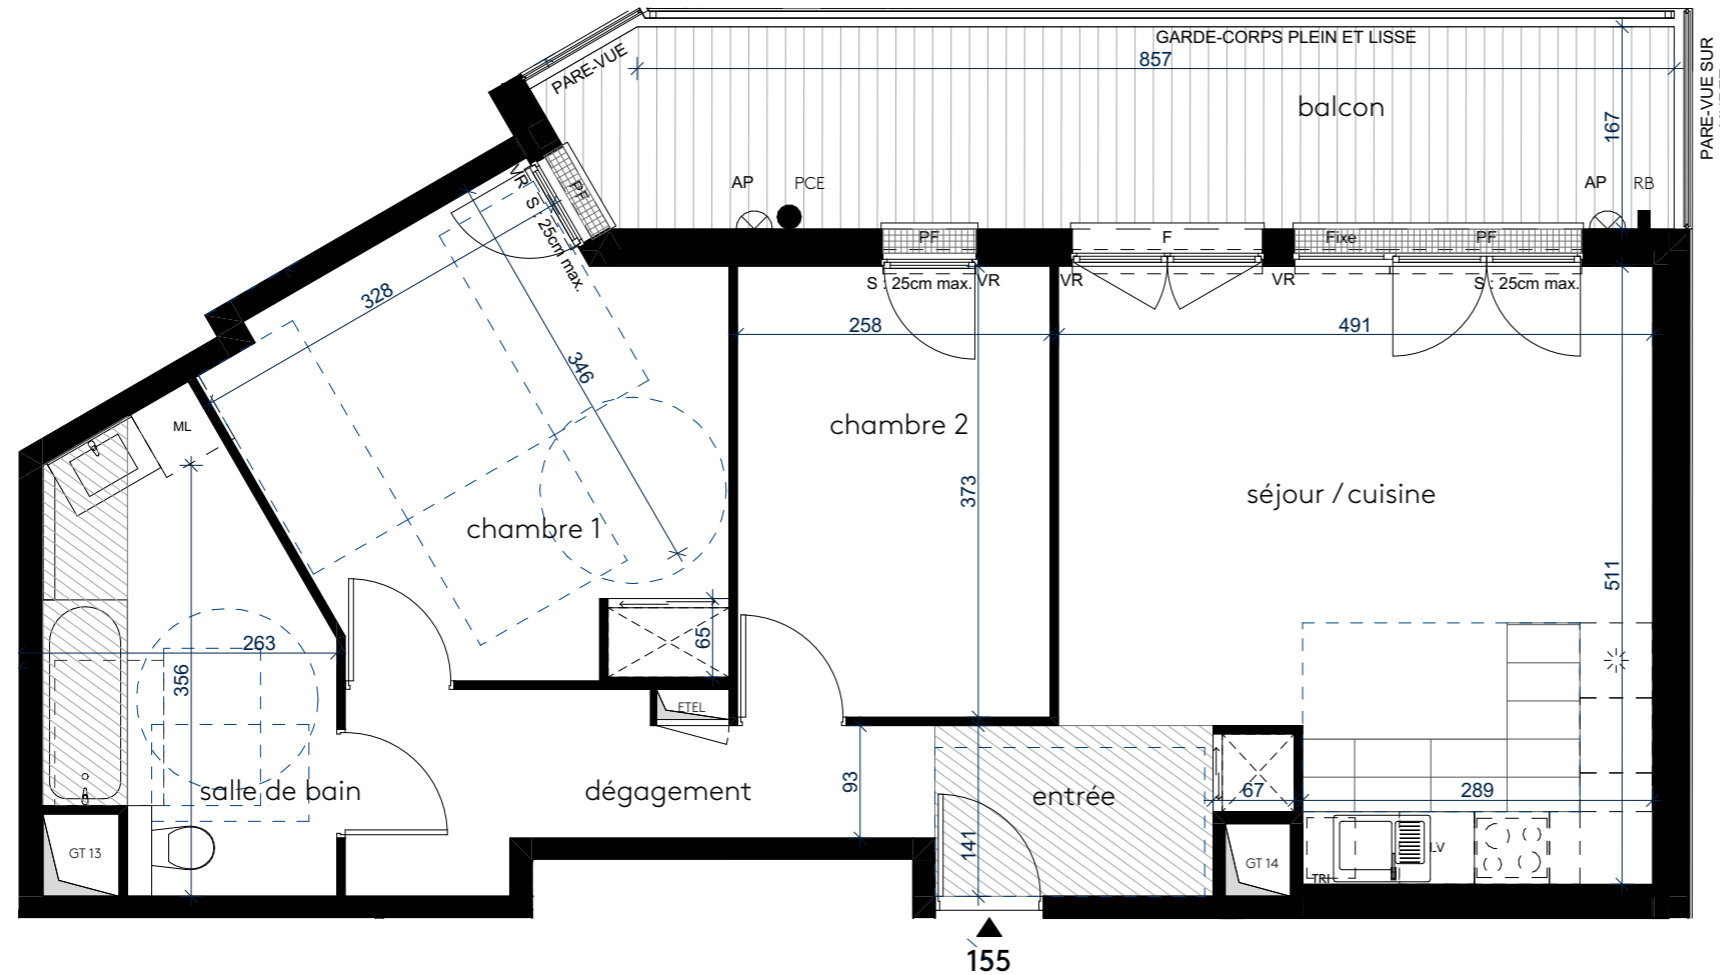 GARDE-CORPS PLEIN ET LISSE
857
PARE-VUE
balcon
167
PARE-VUE SUR
AP
PCE
AP
RB
VR
PF
S : 25cm max.
PF
F
Fixe
PF
S : 25cm max.
VR
VR
VR
S : 25cm max.
328
258
491
346
ML
chambre 2
373
séjour / cuisine
chambre 1
511
65
263
356
ETEL
salle de bain
dégagement
93
entrée
67
289
141
GT 13
GT 14
LV
TRI
155